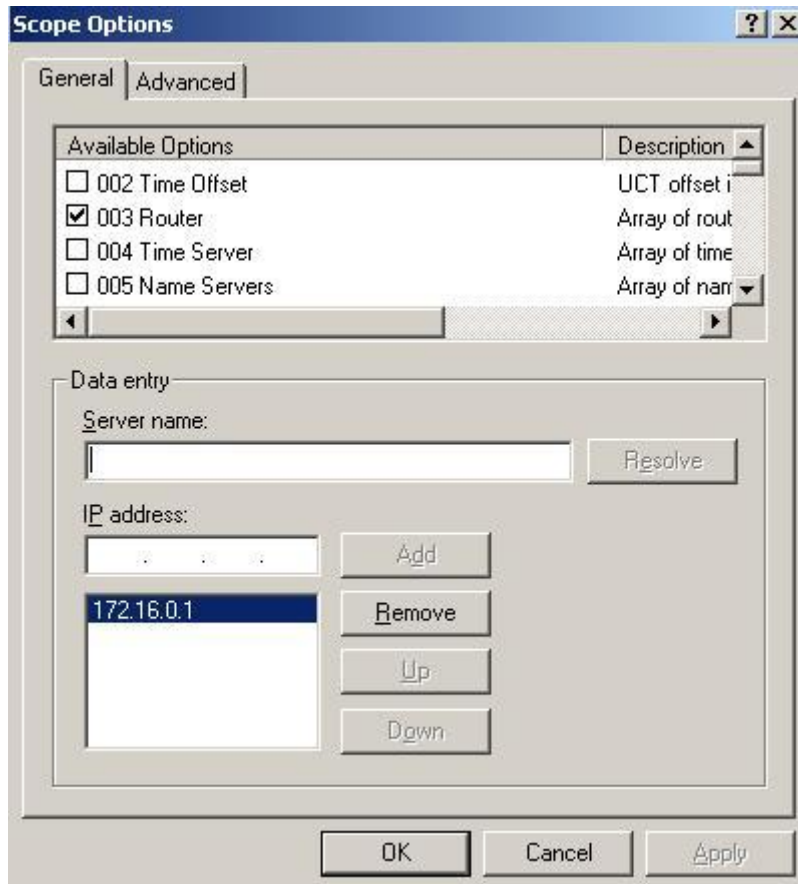 Scope Options
General Advanced
Available Options Description
002 Time Offset UCT offset i
003 Router Array of rout
004 Time Server Array of time
005 Name Servers Array of nam
Data entry
Server name:
Resolve
IP address:
. . . Add
172.16.0.1 Remove
Up
Down
OK Cancel Apply